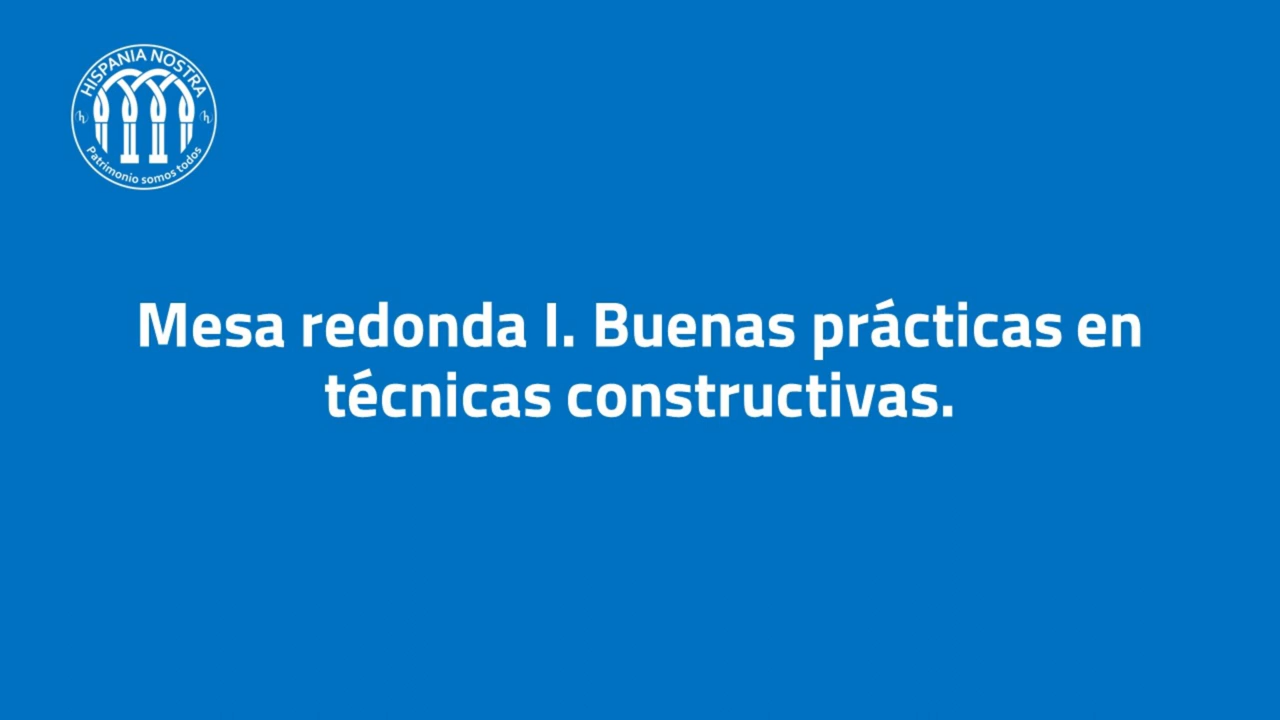 HISPANIA NOSTRA
h h
Patrimonio somos todos
Mesa redonda I. Buenas prácticas en
técnicas constructivas.